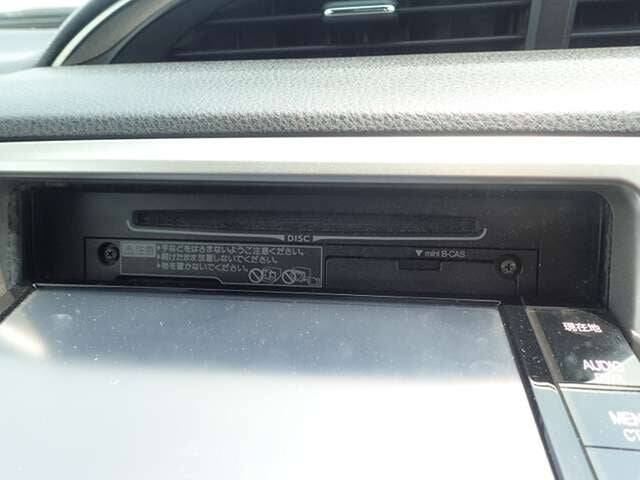 DISC
⚠注意
•手などをはさまないようご注意ください。
•開けたまま放置しないでください。
•物を置かないでください。
▼ mini B-CAS
現在地
AUDIO